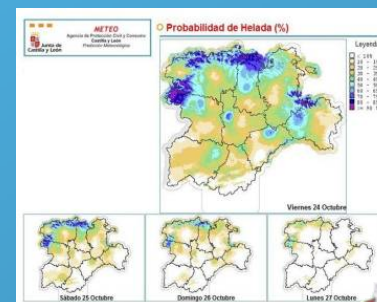 METEO
Agencia de Protección Civil y Consumo
Castilla y León
Predicción Meteorológica
Junta de
Castilla y León
Probabilidad de Helada (%)
Leyenda
Viernes 24 Octubre
Sábado 25 Octubre
Domingo 26 Octubre
Lunes 27 Octubre